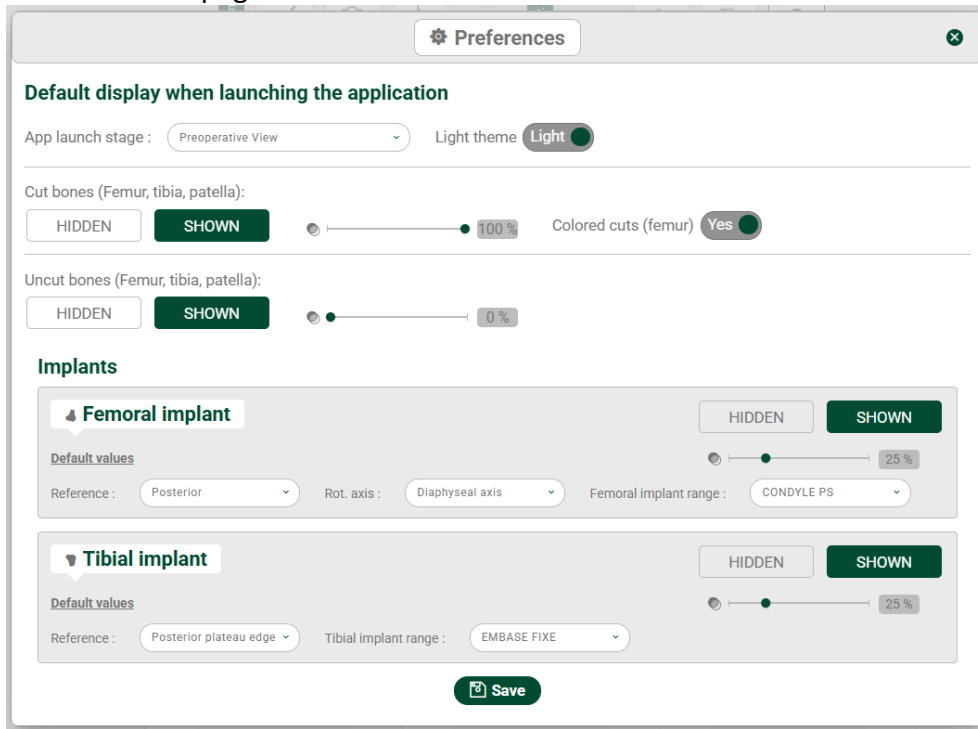 Preferences
Default display when launching the application
App launch stage : Preoperative View Light theme Light
Cut bones (Femur, tibia, patella):
HIDDEN SHOWN 100 % Colored cuts (femur) Yes
Uncut bones (Femur, tibia, patella):
HIDDEN SHOWN 0 %
Implants
Femoral implant HIDDEN SHOWN
Default values 25 %
Reference : Posterior Rot. axis : Diaphyseal axis Femoral implant range : CONDYLE PS
Tibial implant HIDDEN SHOWN
Default values 25 %
Reference : Posterior plateau edge Tibial implant range : EMBASE FIXE
Save